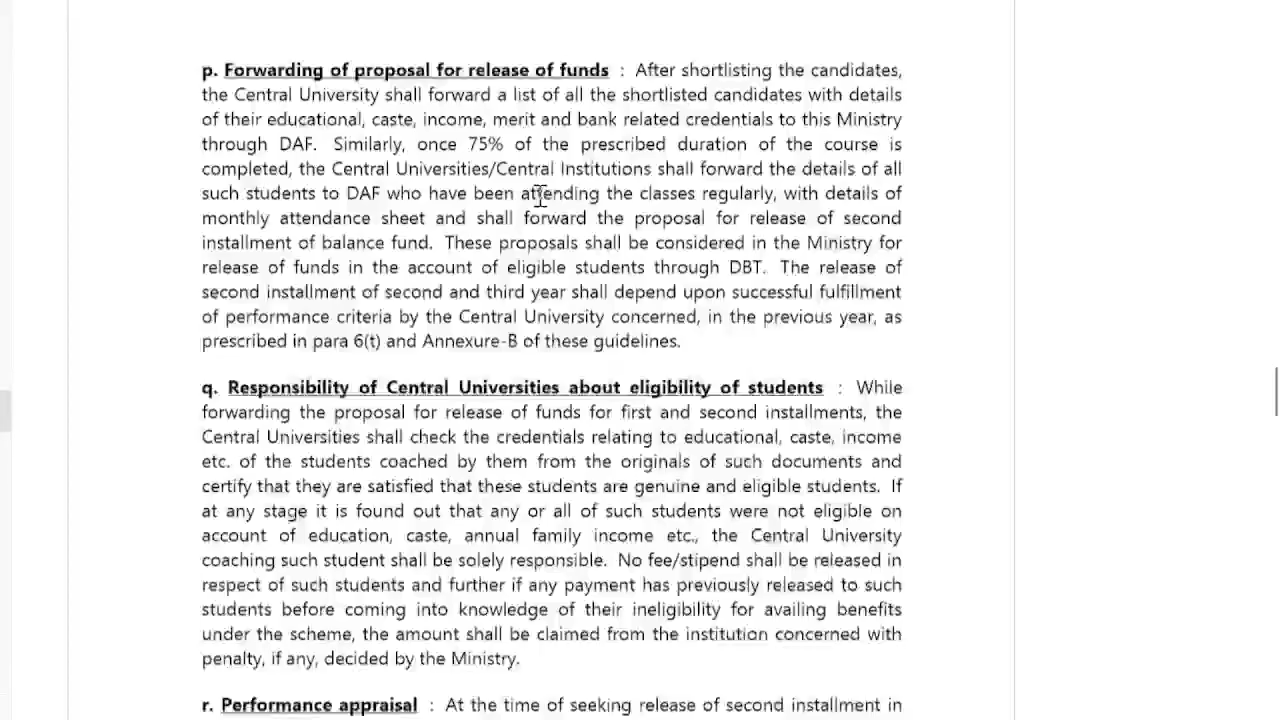 p. Forwarding of proposal for release of funds : After shortlisting the candidates,
the Central University shall forward a list of all the shortlisted candidates with details
of their educational, caste, income, merit and bank related credentials to this Ministry
through DAF. Similarly, once 75% of the prescribed duration of the course is
completed, the Central Universities/Central Institutions shall forward the details of all
such students to DAF who have been attending the classes regularly, with details of
monthly attendance sheet and shall forward the proposal for release of second
installment of balance fund. These proposals shall be considered in the Ministry for
release of funds in the account of eligible students through DBT. The release of
second installment of second and third year shall depend upon successful fulfillment
of performance criteria by the Central University concerned, in the previous year, as
prescribed in para 6(t) and Annexure-B of these guidelines.
q. Responsibility of Central Universities about eligibility of students : While
forwarding the proposal for release of funds for first and second installments, the
Central Universities shall check the credentials relating to educational, caste, income
etc. of the students coached by them from the originals of such documents and
certify that they are satisfied that these students are genuine and eligible students. If
at any stage it is found out that any or all of such students were not eligible on
account of education, caste, annual family income etc., the Central University
coaching such student shall be solely responsible. No fee/stipend shall be released in
respect of such students and further if any payment has previously released to such
students before coming into knowledge of their ineligibility for availing benefits
under the scheme, the amount shall be claimed from the institution concerned with
penalty, if any, decided by the Ministry.
r. Performance appraisal : At the time of seeking release of second installment in